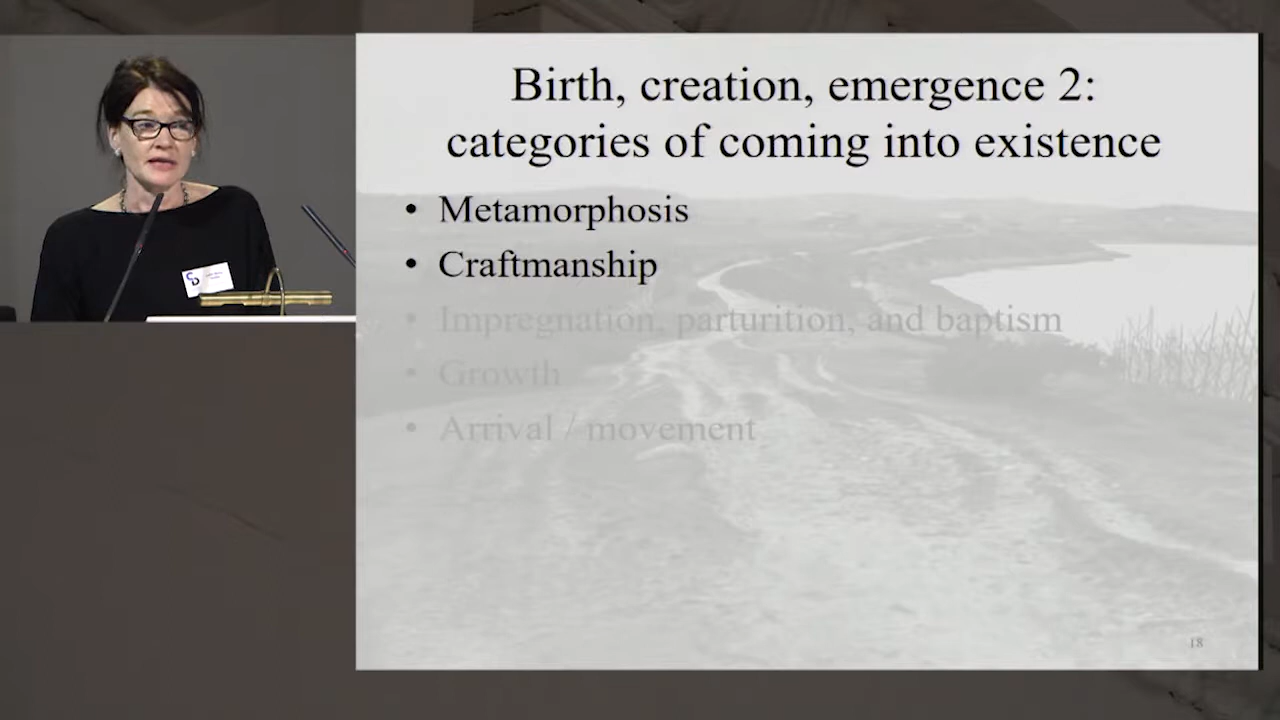 Birth, creation, emergence 2:
categories of coming into existence
• Metamorphosis
• Craftmanship
• Impregnation, parturition, and baptism
• Growth
• Arrival / movement
18